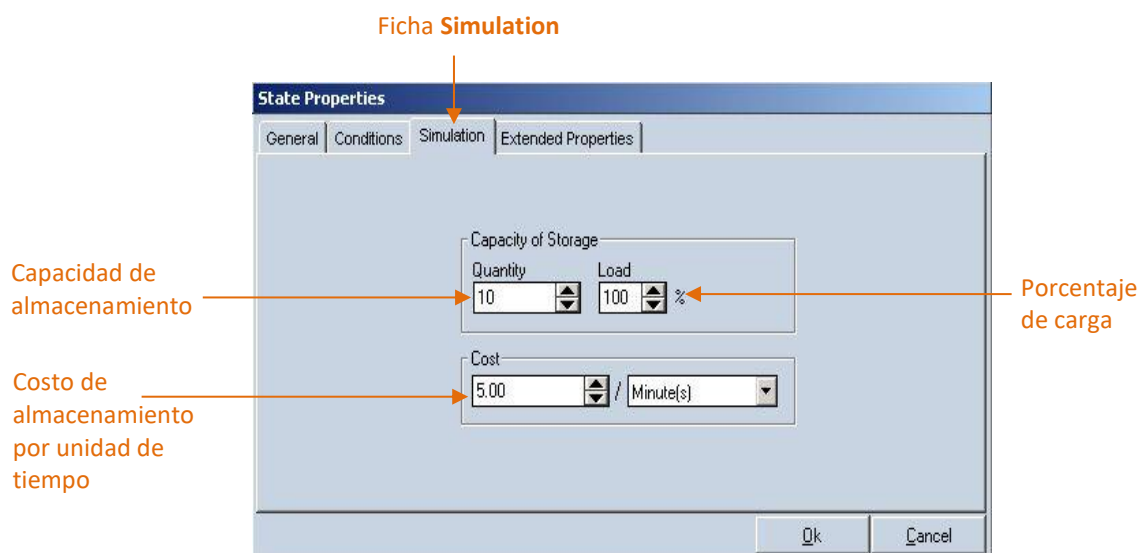 Ficha Simulation
State Properties
General Conditions Simulation Extended Properties
Capacity of Storage
Quantity Load
10 100 %
Capacidad de
almacenamiento
Porcentaje
de carga
Cost
5.00 / Minute(s)
Costo de
almacenamiento
por unidad de
tiempo
Ok Cancel